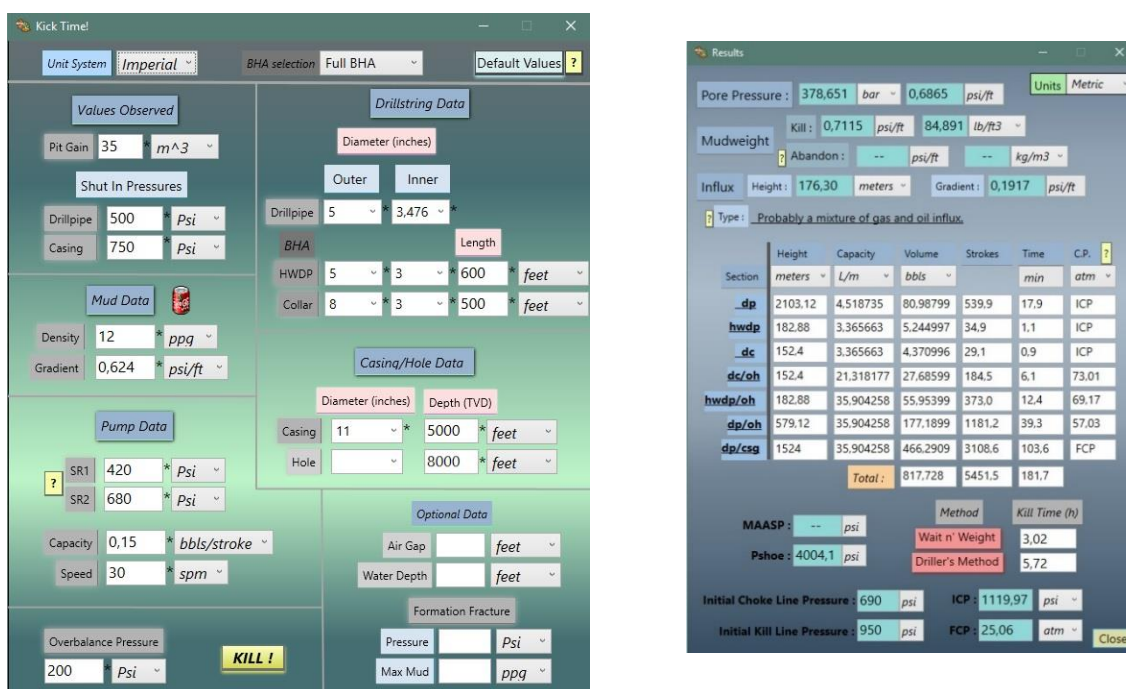 Kick Time!
Unit System Imperial BHA selection Full BHA Default Values ?
Values Observed
Pit Gain 35 * m^3
Shut In Pressures
Drillpipe 500 * Psi
Casing 750 * Psi
Mud Data
Density 12 * ppg
Gradient 0,624 * psi/ft
Pump Data
? SR1 420 * Psi
SR2 680 * Psi
Capacity 0,15 * bbls/stroke
Speed 30 * spm
Overbalance Pressure
200 * Psi
KILL !
Drillstring Data
Diameter (inches)
Outer Inner
Drillpipe 5 * 3,476 *
BHA Length
HWDP 5 * 3 * 600 * feet
Collar 8 * 3 * 500 * feet
Casing/Hole Data
Diameter (inches) Depth (TVD)
Casing 11 * 5000 * feet
Hole 8000 * feet
Optional Data
Air Gap feet
Water Depth feet
Formation Fracture
Pressure Psi
Max Mud ppg
Results
Units Metric
Pore Pressure : 378,651 bar 0,6865 psi/ft
Mudweight
Kill : 0,7115 psi/ft 84,891 lb/ft3
? Abandon : -- psi/ft -- kg/m3
Influx Height : 176,30 meters Gradient : 0,1917 psi/ft
? Type : Probably a mixture of gas and oil influx.
Height Capacity Volume Strokes Time C.P. ?
Section meters L/m bbls min atm
dp 2103,12 4,518735 80,98799 539,9 17,9 ICP
hwdp 182,88 3,365663 5,244997 34,9 1,1 ICP
dc 152,4 3,365663 4,370996 29,1 0,9 ICP
dc/oh 152,4 21,318177 27,68599 184,5 6,1 73.01
hwdp/oh 182,88 35,904258 55,95399 373,0 12,4 69,17
dp/oh 579,12 35,904258 177,1899 1181,2 39,3 57,03
dp/csg 1524 35,904258 466,2909 3108,6 103,6 FCP
Total : 817,728 5451,5 181,7
MAASP : -- psi
Pshoe : 4004,1 psi
Method Kill Time (h)
Wait n' Weight 3,02
Driller's Method 5,72
Initial Choke Line Pressure : 690 psi ICP : 1119,97 psi
Initial Kill Line Pressure : 950 psi FCP : 25,06 atm
Close